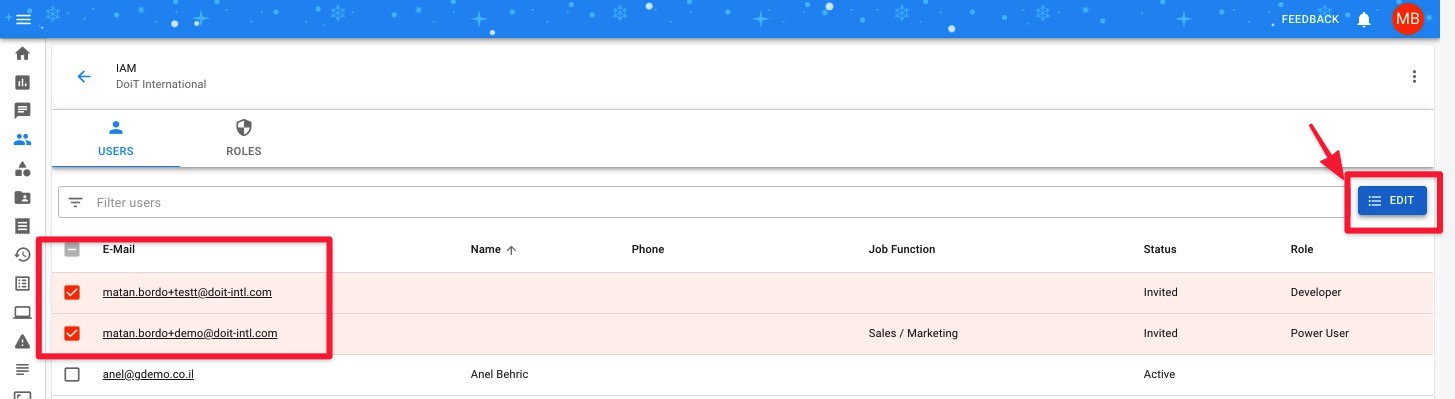 FEEDBACK MB
IAM
DoiT International
USERS ROLES
Filter users EDIT
E-Mail Name Phone Job Function Status Role
matan.bordo+testt@doit-intl.com Invited Developer
matan.bordo+demo@doit-intl.com Sales / Marketing Invited Power User
anel@gdemo.co.il Anel Behric Active